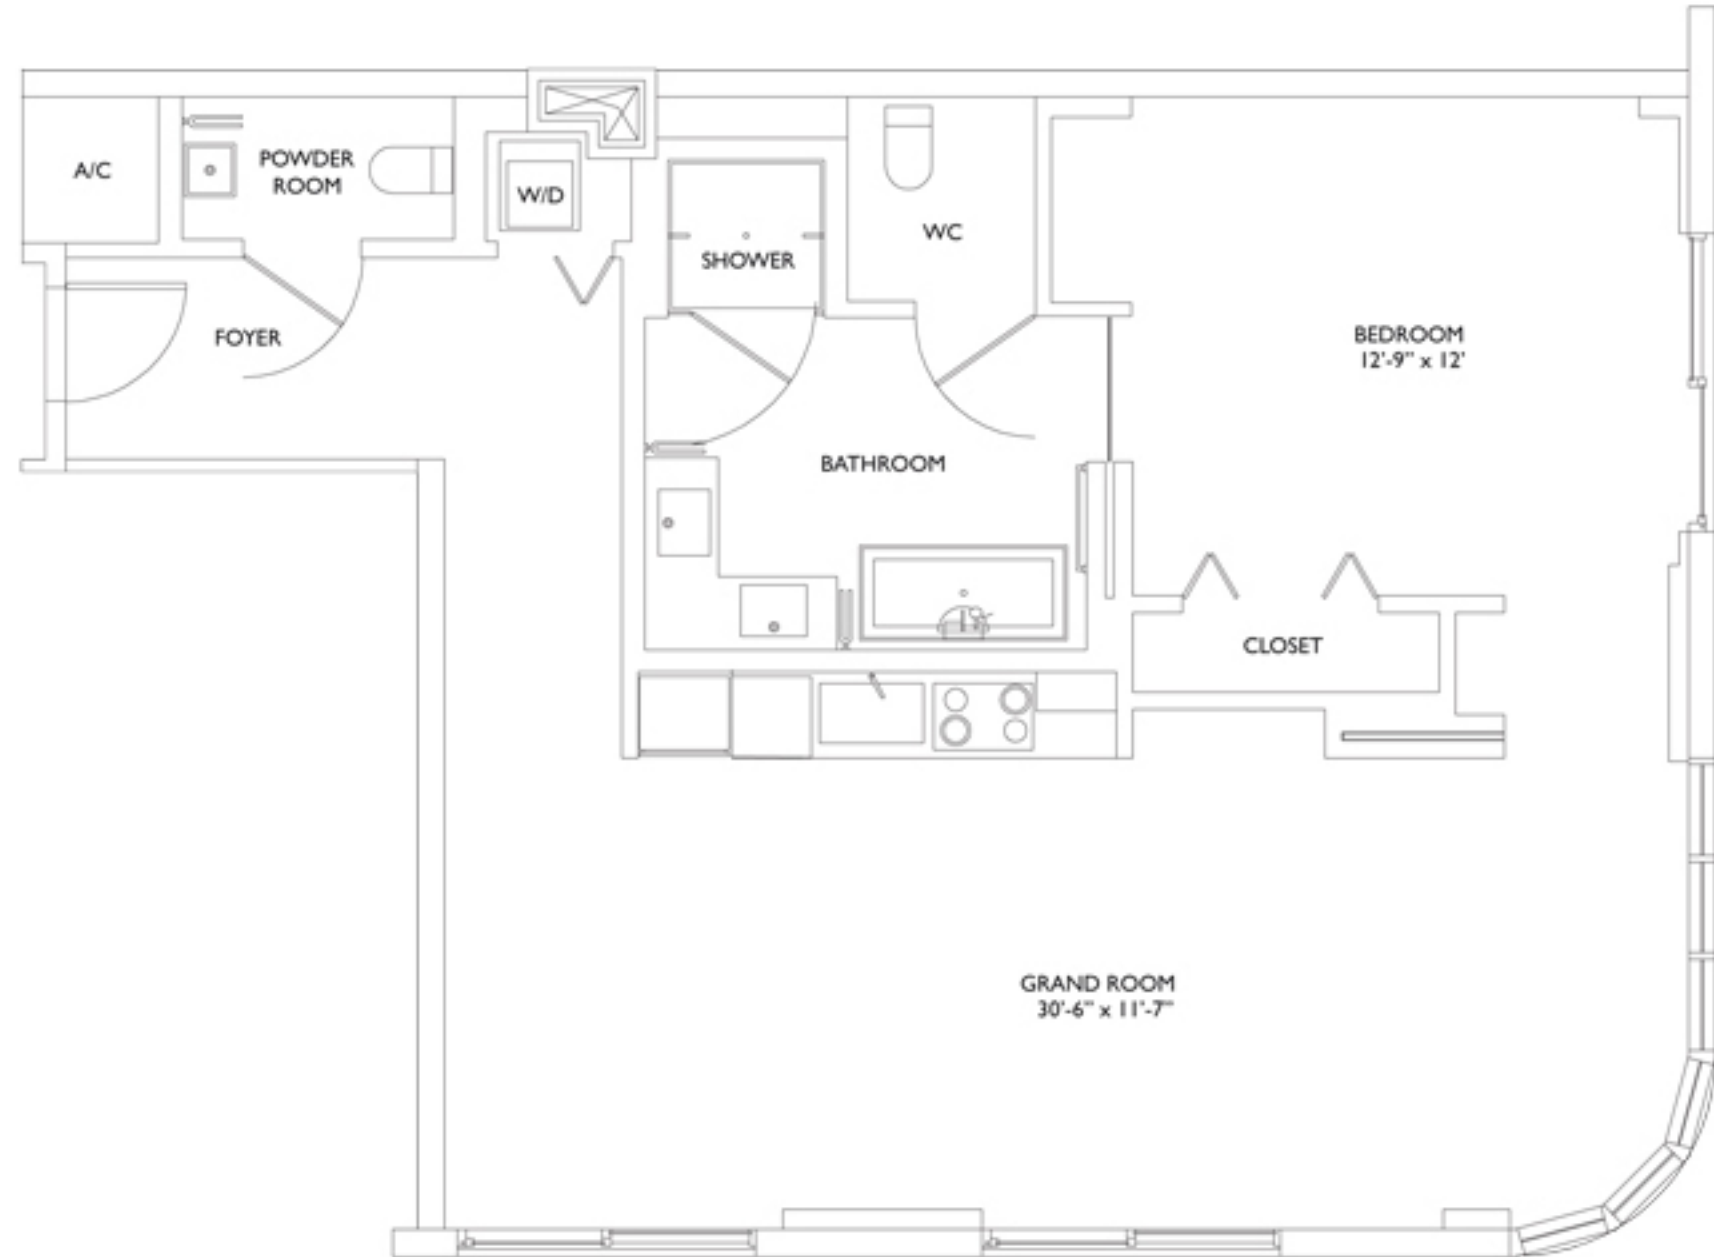 A/C
POWDER
ROOM
W/D
WC
SHOWER
FOYER
BEDROOM
12'-9" x 12'
BATHROOM
CLOSET
GRAND ROOM
30'-6" x 11'-7"